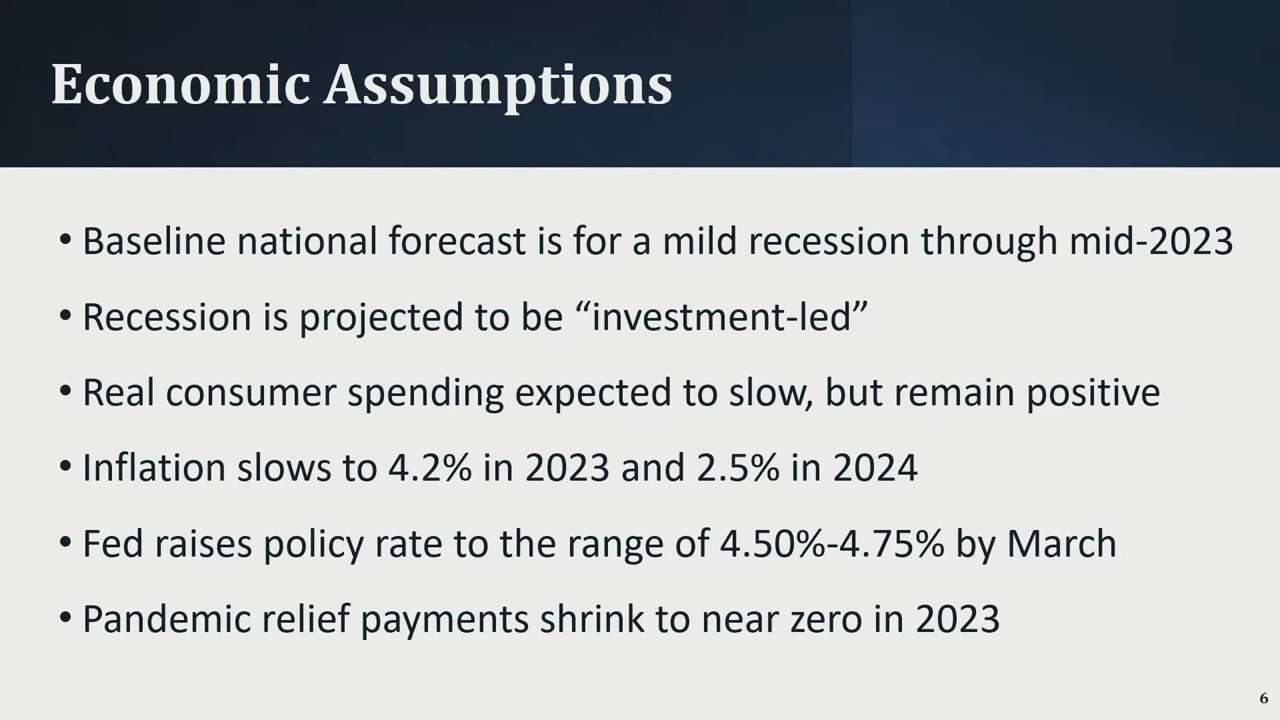 Economic Assumptions
• Baseline national forecast is for a mild recession through mid-2023
• Recession is projected to be “investment-led”
• Real consumer spending expected to slow, but remain positive
• Inflation slows to 4.2% in 2023 and 2.5% in 2024
• Fed raises policy rate to the range of 4.50%-4.75% by March
• Pandemic relief payments shrink to near zero in 2023
6